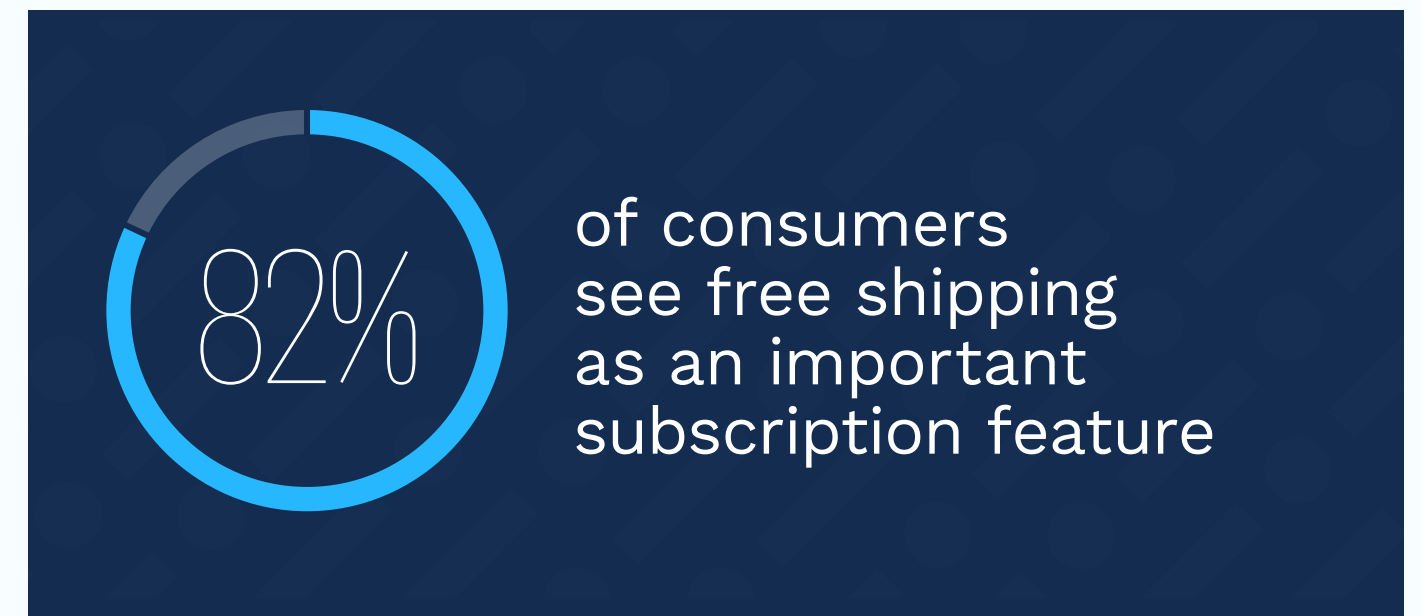 82%
of consumers
see free shipping
as an important
subscription feature